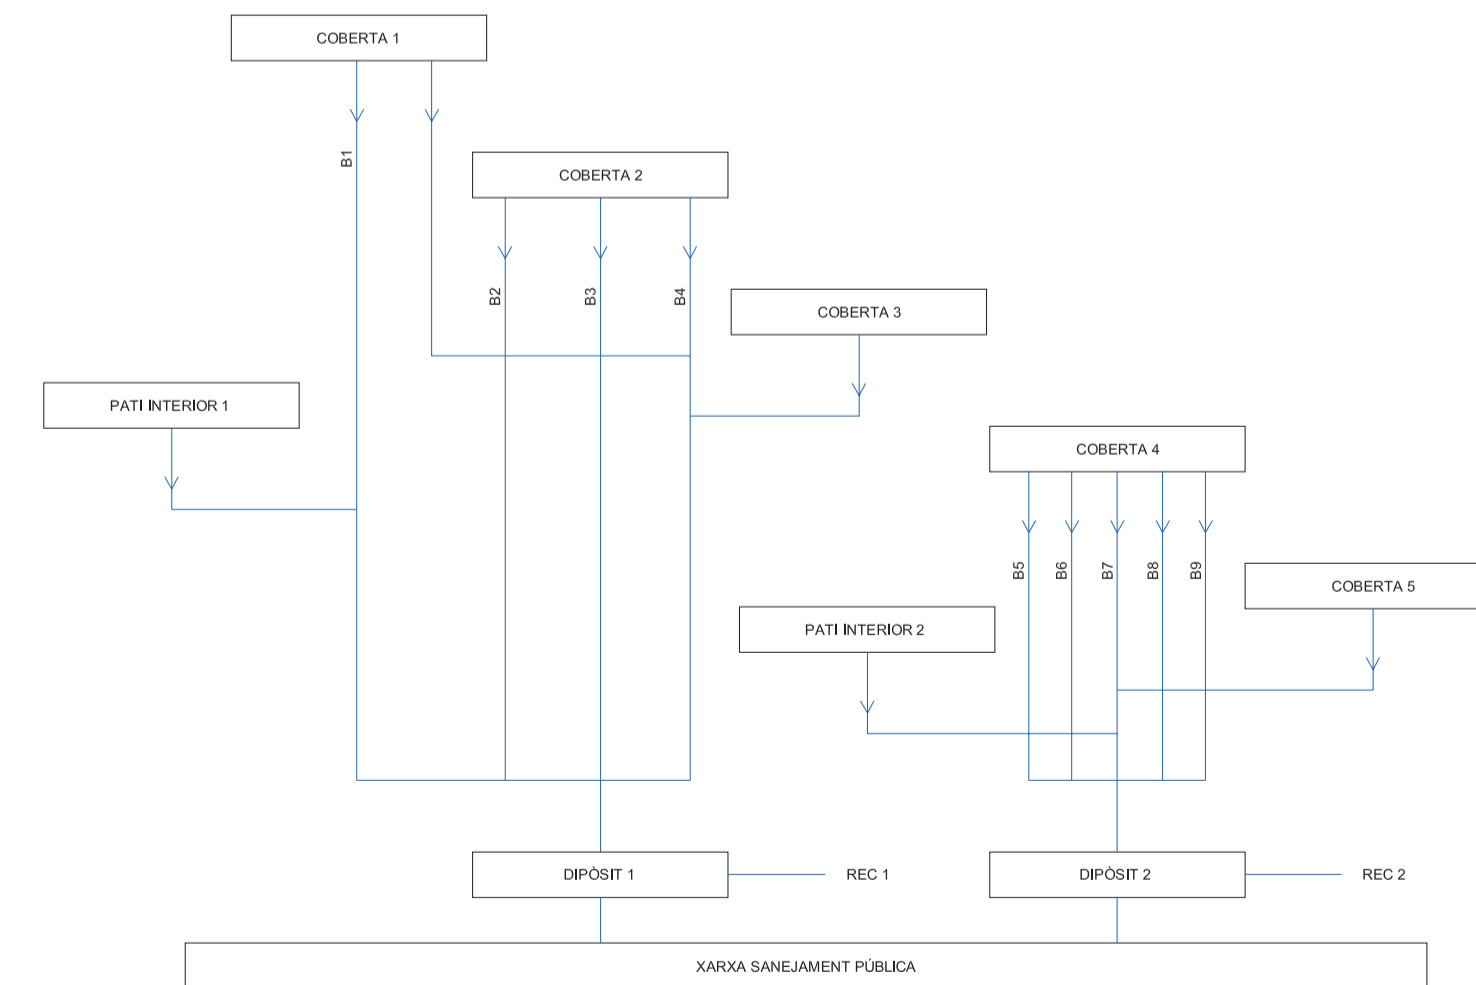 COBERTA 1
B1
COBERTA 2
B2
B3
B4
COBERTA 3
PATI INTERIOR 1
COBERTA 4
B5
B6
B7
B8
B9
COBERTA 5
PATI INTERIOR 2
DIPÒSIT 1
REC 1
DIPÒSIT 2
REC 2
XARXA SANEJAMENT PÚBLICA